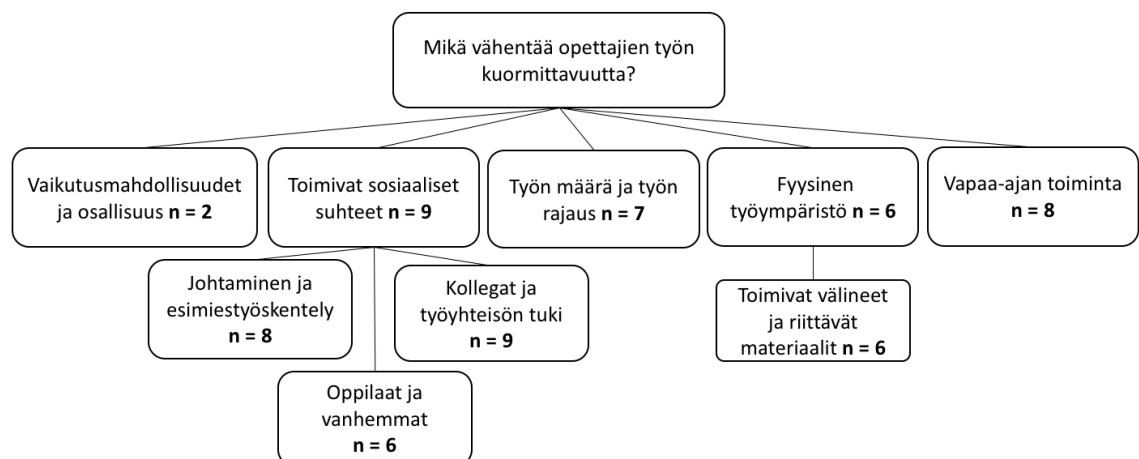 Mikä vähentää opettajien työn
kuormittavuutta?
Vaikutusmahdollisuudet
ja osallisuus n = 2
Toimivat sosiaaliset
suhteet n = 9
Työn määrä ja työn
rajaus n = 7
Fyysinen
työympäristö n = 6
Vapaa-ajan toiminta
n = 8
Johtaminen ja
esimiestyöskentely
n = 8
Kollegat ja
työyhteisön tuki
n = 9
Toimivat välineet
ja riittävät
materiaalit n = 6
Oppilaat ja
vanhemmat
n = 6